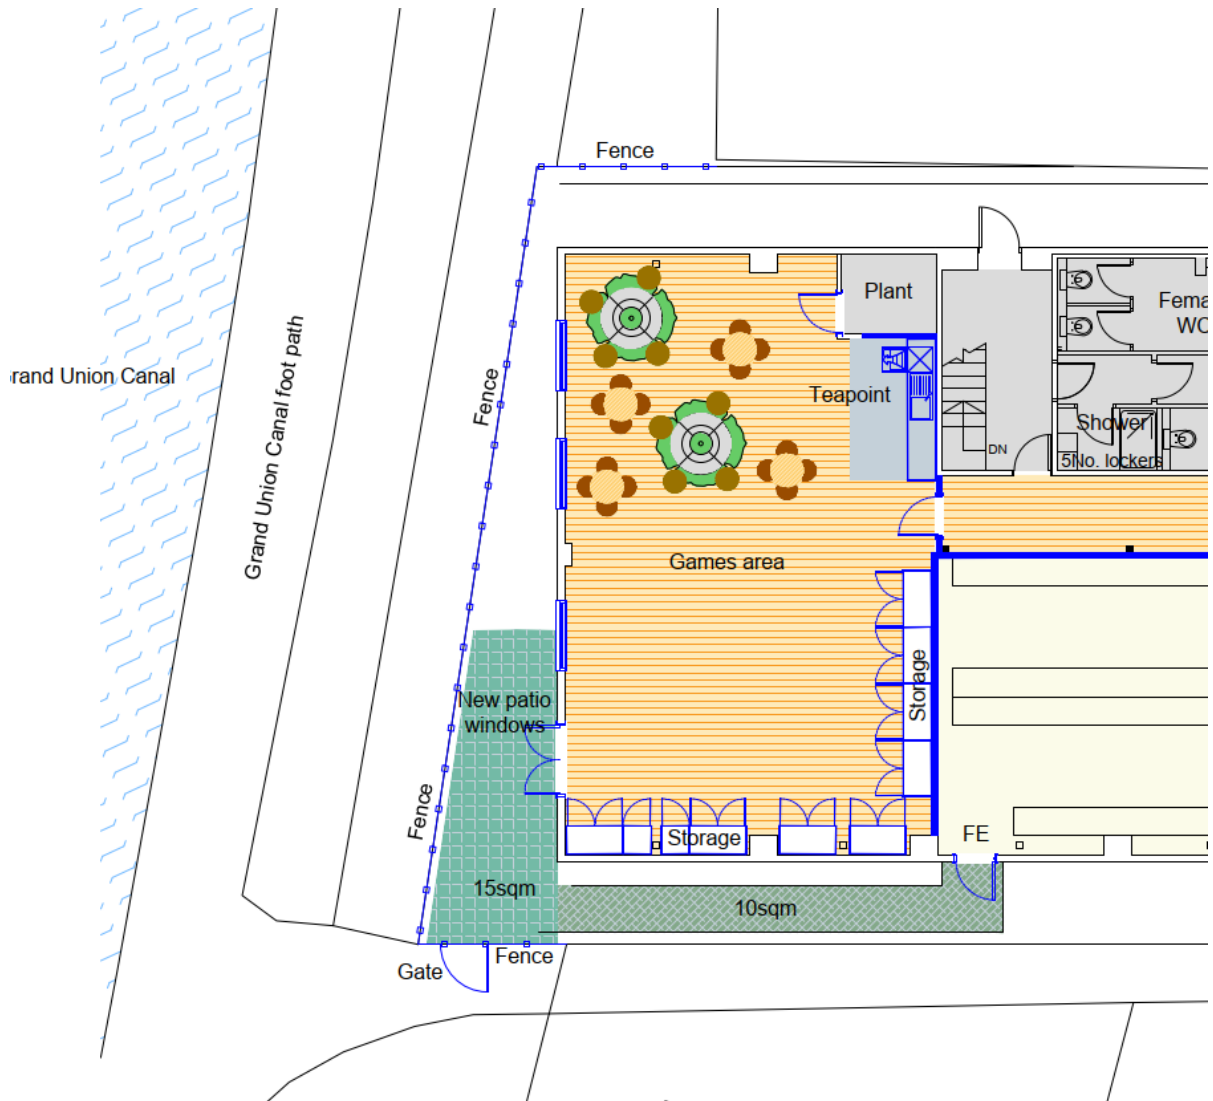 Fence
Plant
Fema
WC
rand Union Canal
Grand Union Canal foot path
Fence
Teapoint
Shower
DN
5No. lockers
Games area
Storage
New patio
windows
Fence
Storage
FE
15sqm
10sqm
Fence
Gate